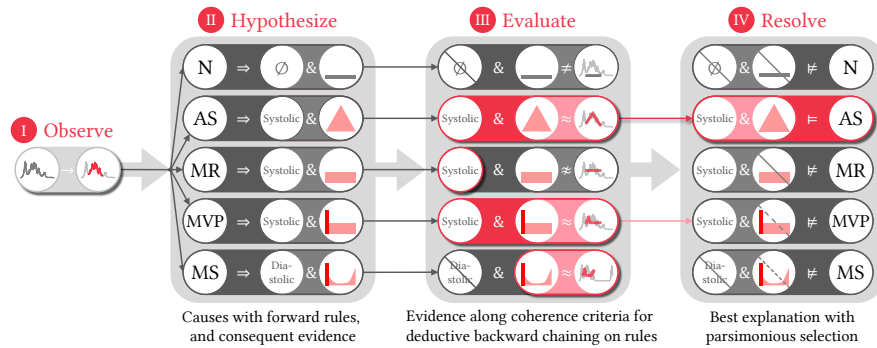 I Observe
II Hypothesize
III Evaluate
IV Resolve
N ⇒ ∅ &
∅ & ≠
∅ & ⊭ N
AS ⇒ Systolic &
Systolic & ≈
Systolic & ⊨ AS
MR ⇒ Systolic &
Systolic & ≉
Systolic & ⊭ MR
MVP ⇒ Systolic &
Systolic & ≈
Systolic & ⊭ MVP
MS ⇒ Dia-
stolic &
Dia-
stolic & ≈
Dia-
stolic & ⊭ MS
Causes with forward rules,
and consequent evidence
Evidence along coherence criteria for
deductive backward chaining on rules
Best explanation with
parsimonious selection